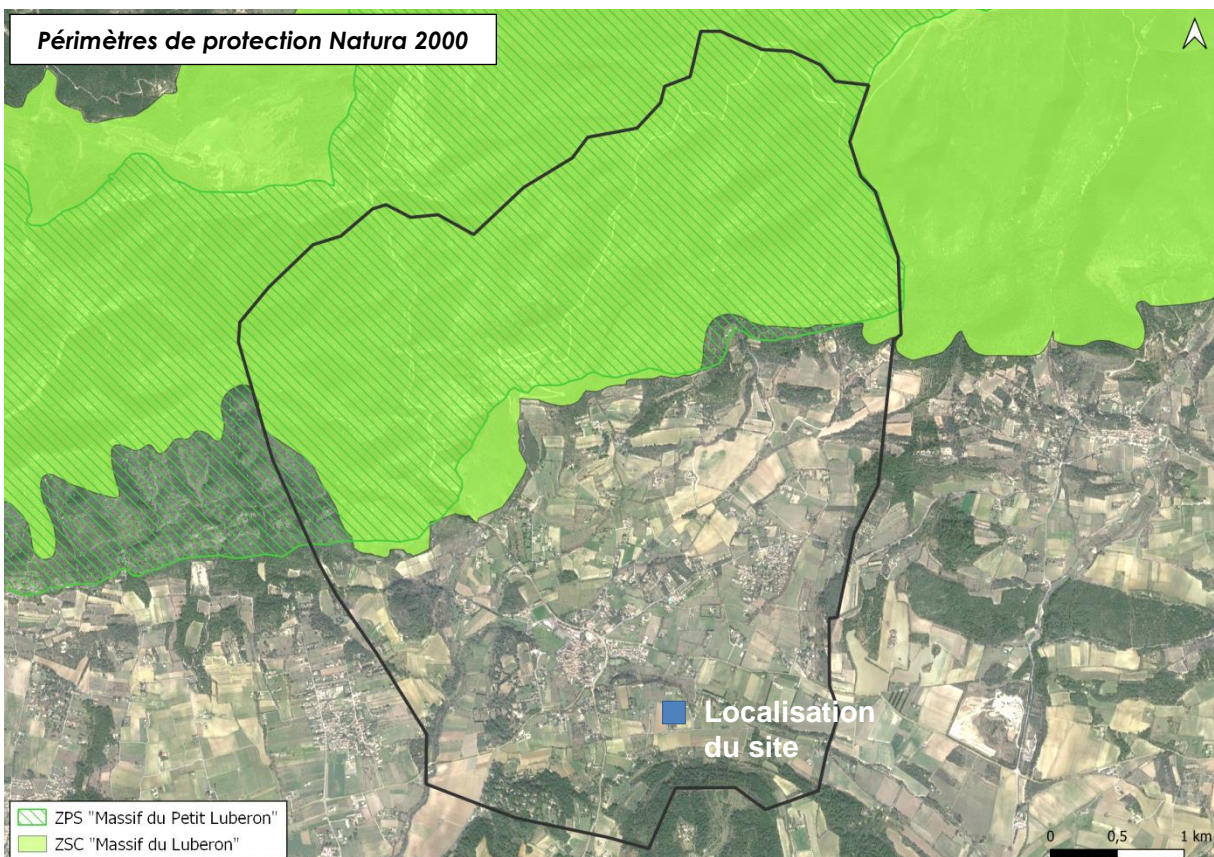 Périmètres de protection Natura 2000
Localisation
du site
ZPS "Massif du Petit Luberon"
ZSC "Massif du Luberon"
0 0,5 1 km